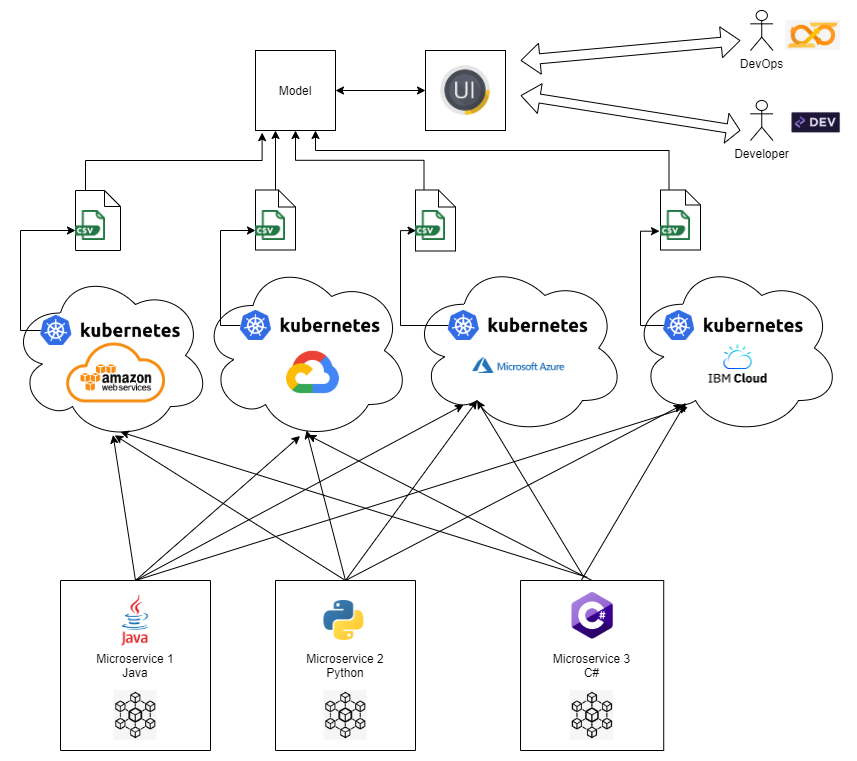 DevOps
Model
UI
DEV
Developer
CSV
CSV
CSV
CSV
kubernetes
kubernetes
kubernetes
kubernetes
amazon
web services
Microsoft Azure
IBM Cloud
Java
C#
Microservice 1
Java
Microservice 2
Python
Microservice 3
C#